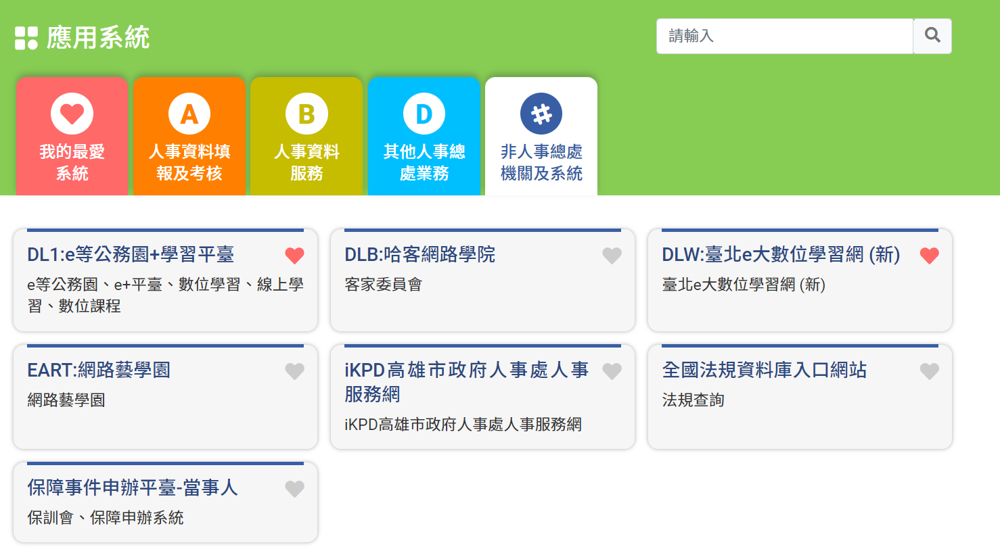 應用系統
請輸入
我的最愛
系統
A
人事資料填
報及考核
B
人事資料
服務
D
其他人事總
處業務
#
非人事總處
機關及系統
DL1:e等公務園+學習平臺
e等公務園、e+平臺、數位學習、線上學
習、數位課程
DLB:哈客網路學院
客家委員會
DLW:臺北e大數位學習網 (新)
臺北e大數位學習網 (新)
EART:網路藝學園
網路藝學園
iKPD高雄市政府人事處人事
服務網
iKPD高雄市政府人事處人事服務網
全國法規資料庫入口網站
法規查詢
保障事件申辦平臺-當事人
保訓會、保障申辦系統